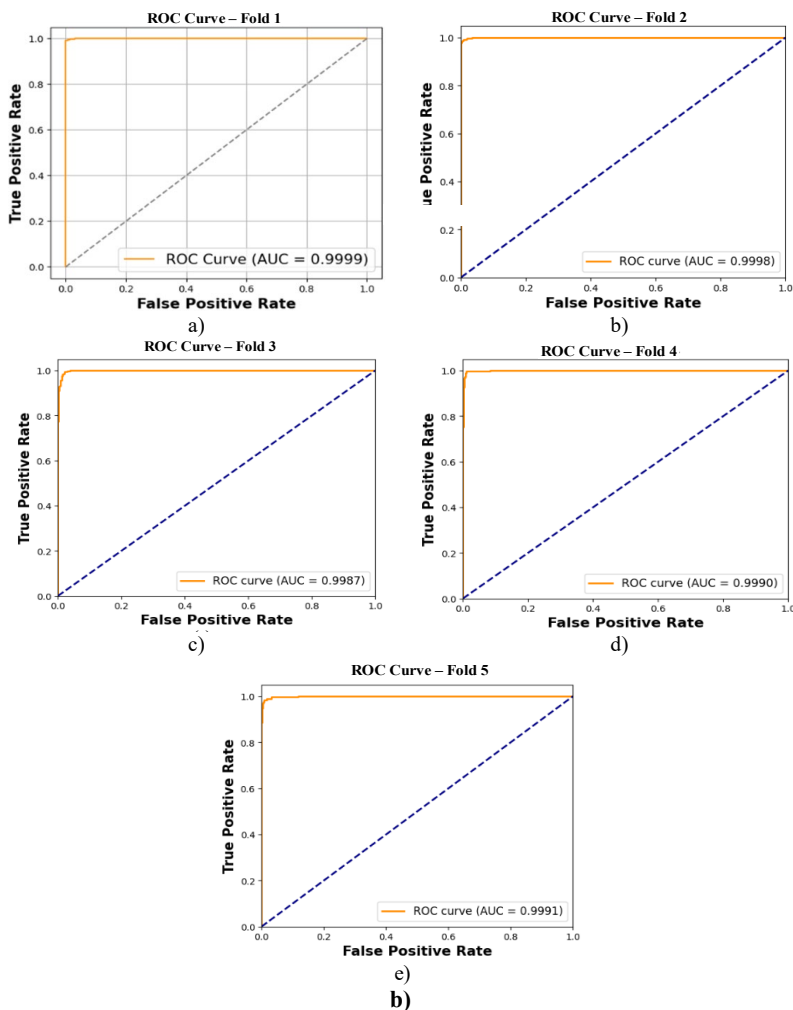 ROC Curve – Fold 1
1.0
0.8
0.6
0.4
0.2
0.0
True Positive Rate
ROC Curve (AUC = 0.9999)
0.0 0.2 0.4 0.6 0.8 1.0
False Positive Rate
a)
ROC Curve – Fold 2
1.0
0.8
0.6
0.4
0.2
0.0
ue Positive Rate
ROC curve (AUC = 0.9998)
0.0 0.2 0.4 0.6 0.8 1.0
False Positive Rate
b)
ROC Curve – Fold 3
1.0
0.8
0.6
0.4
0.2
0.0
True Positive Rate
ROC curve (AUC = 0.9987)
0.0 0.2 0.4 0.6 0.8 1.0
False Positive Rate
c)
ROC Curve – Fold 4
1.0
0.8
0.6
0.4
0.2
0.0
True Positive Rate
ROC curve (AUC = 0.9990)
0.0 0.2 0.4 0.6 0.8 1.0
False Positive Rate
d)
ROC Curve – Fold 5
1.0
0.8
0.6
0.4
0.2
0.0
True Positive Rate
ROC curve (AUC = 0.9991)
0.0 0.2 0.4 0.6 0.8 1.0
False Positive Rate
e)
b)